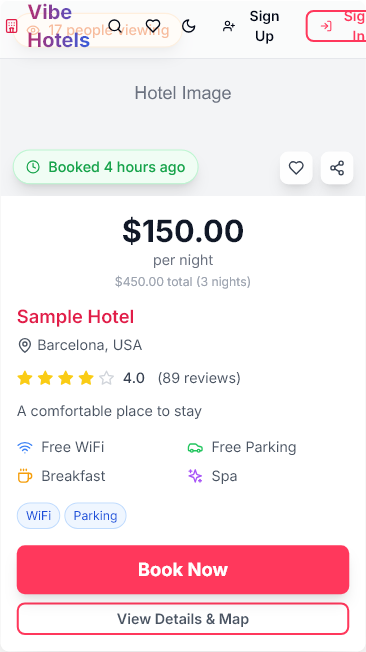 Vibe
Hotels
17 people viewing
Sign
Up
Sig
In
Hotel Image
Booked 4 hours ago
$150.00
per night
$450.00 total (3 nights)
Sample Hotel
Barcelona, USA
4.0 (89 reviews)
A comfortable place to stay
Free WiFi
Free Parking
Breakfast
Spa
WiFi
Parking
Book Now
View Details & Map